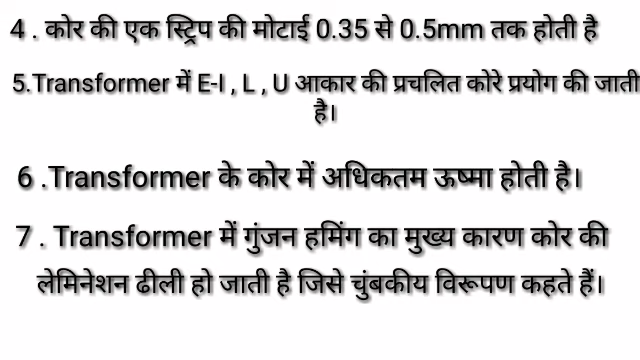 4 . कोर की एक स्ट्रिप की मोटाई 0.35 से 0.5mm तक होती है
5.Transformer में E-I , L , U आकार की प्रचलित कोरे प्रयोग की जाती
है।
6 .Transformer के कोर में अधिकतम ऊष्मा होती है।
7 . Transformer में गुंजन हमिंग का मुख्य कारण कोर की
लेमिनेशन ढीली हो जाती है जिसे चुंबकीय विरूपण कहते हैं।